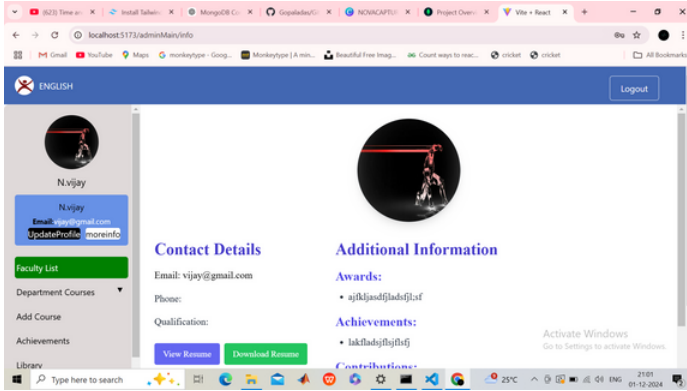 (623) Time an
Install Tailwin
MongoDB Co
Gopaladas/Gi
NOVACAPTUR
Project Overv
Vite + React
localhost:5173/adminMain/info
M Gmail
YouTube
Maps
monkeytype - Goog...
Monkeytype | A min...
Beautiful Free Imag...
Count ways to reac...
cricket
cricket
All Bookmarks
ENGLISH
Logout
N.vijay
N.vijay
Email:vijay@gmail.com
UpdateProfile moreinfo
Faculty List
Department Courses ▼
Add Course
Achievements
Library
Contact Details
Email: vijay@gmail.com
Phone:
Qualification:
View Resume
Download Resume
Additional Information
Awards:
• ajfkljasdfjladsfjl;sf
Achievements:
• lakfladsjflsjflsfj
Contributions:
Activate Windows
Go to Settings to activate Windows.
Type here to search
25°C
ENG
21:01
01-12-2024